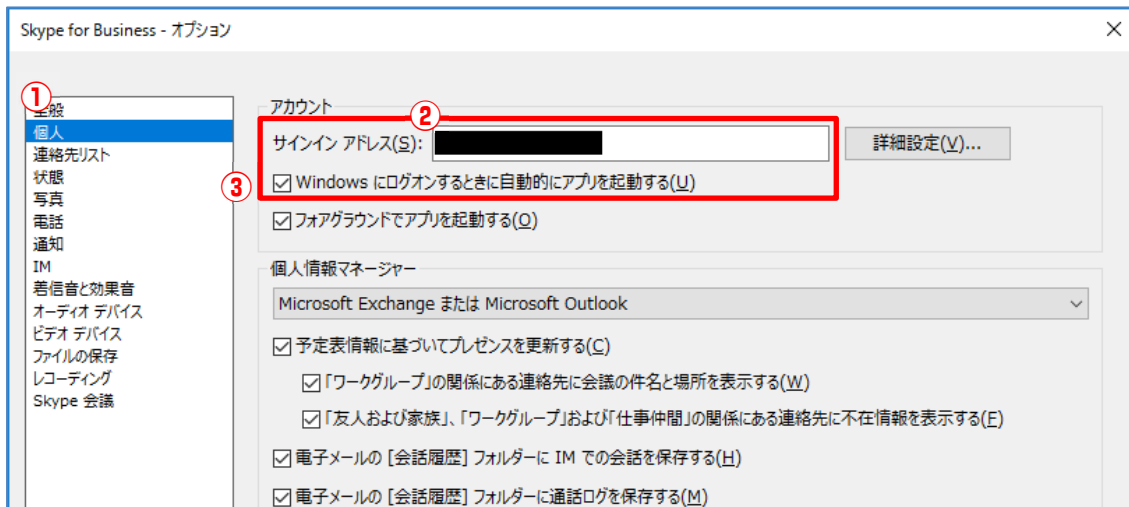 Skype for Business - オプション
①
全般
個人
連絡先リスト
状態
写真
電話
通知
IM
着信音と効果音
オーディオ デバイス
ビデオ デバイス
ファイルの保存
レコーディング
Skype 会議
アカウント
②
サインイン アドレス(S):
詳細設定(V)...
③
Windows にログオンするときに自動的にアプリを起動する(U)
フォアグラウンドでアプリを起動する(O)
個人情報マネージャー
Microsoft Exchange または Microsoft Outlook
予定表情報に基づいてプレゼンスを更新する(C)
「ワークグループ」の関係にある連絡先に会議の件名と場所を表示する(W)
「友人および家族」、「ワークグループ」および「仕事仲間」の関係にある連絡先に不在情報を表示する(F)
電子メールの [会話履歴] フォルダーに IM での会話を保存する(H)
電子メールの [会話履歴] フォルダーに通話ログを保存する(M)